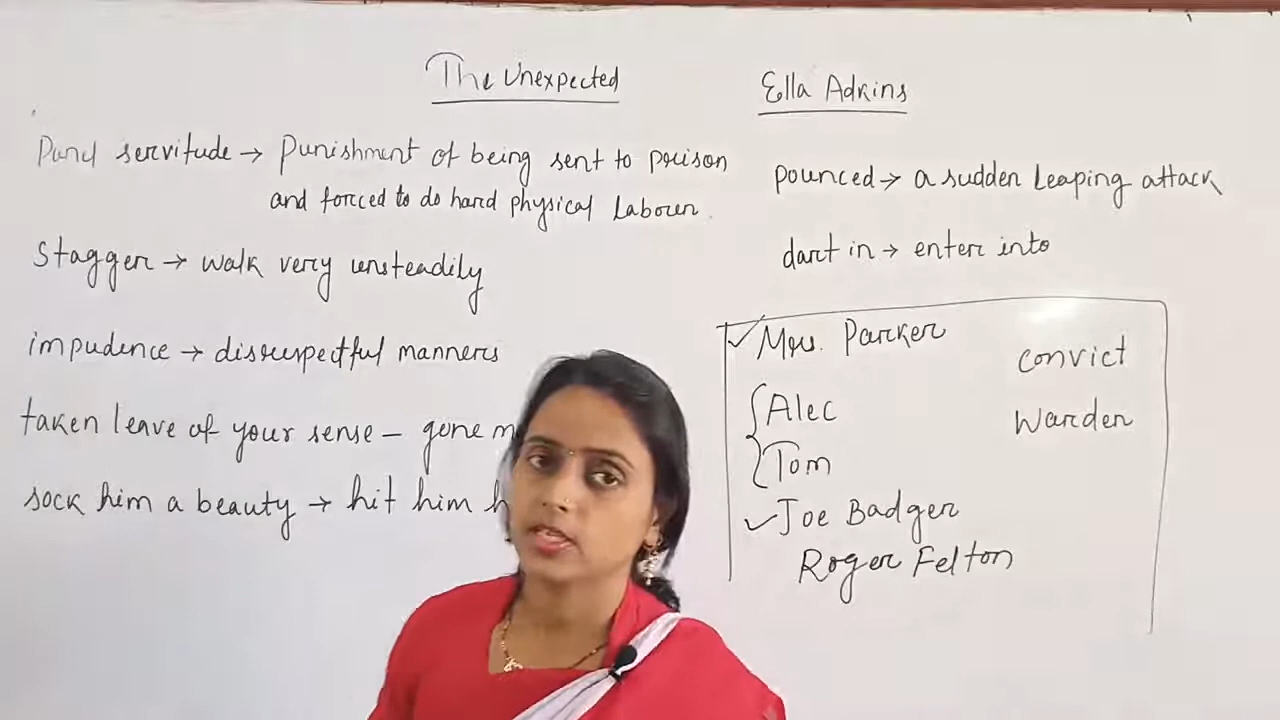 The Unexpected
Ella Adkins
servitude → Punishment of being sent to prison
and forced to do hard physical Labour.
Stagger → walk very unsteadily
impudence → disrespectful manners
taken leave of your sense – gone
sock him a beauty → hit him
pounced → a sudden leaping attack
dart in → enter into
✓ Mrs. Parker
Alec
Tom
✓ Joe Badger
Roger Felton
convict
Warden